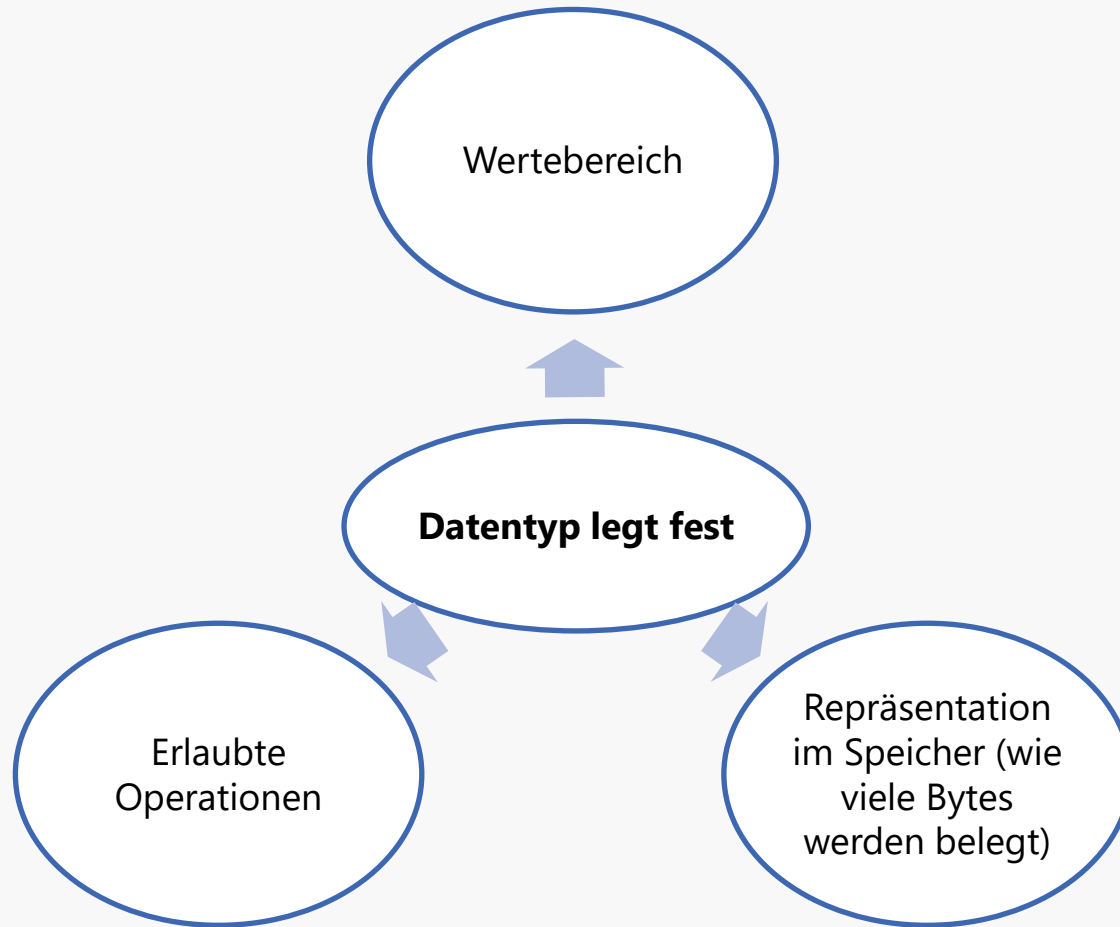 Wertebereich
Datentyp legt fest
Erlaubte
Operationen
Repräsentation
im Speicher (wie
viele Bytes
werden belegt)